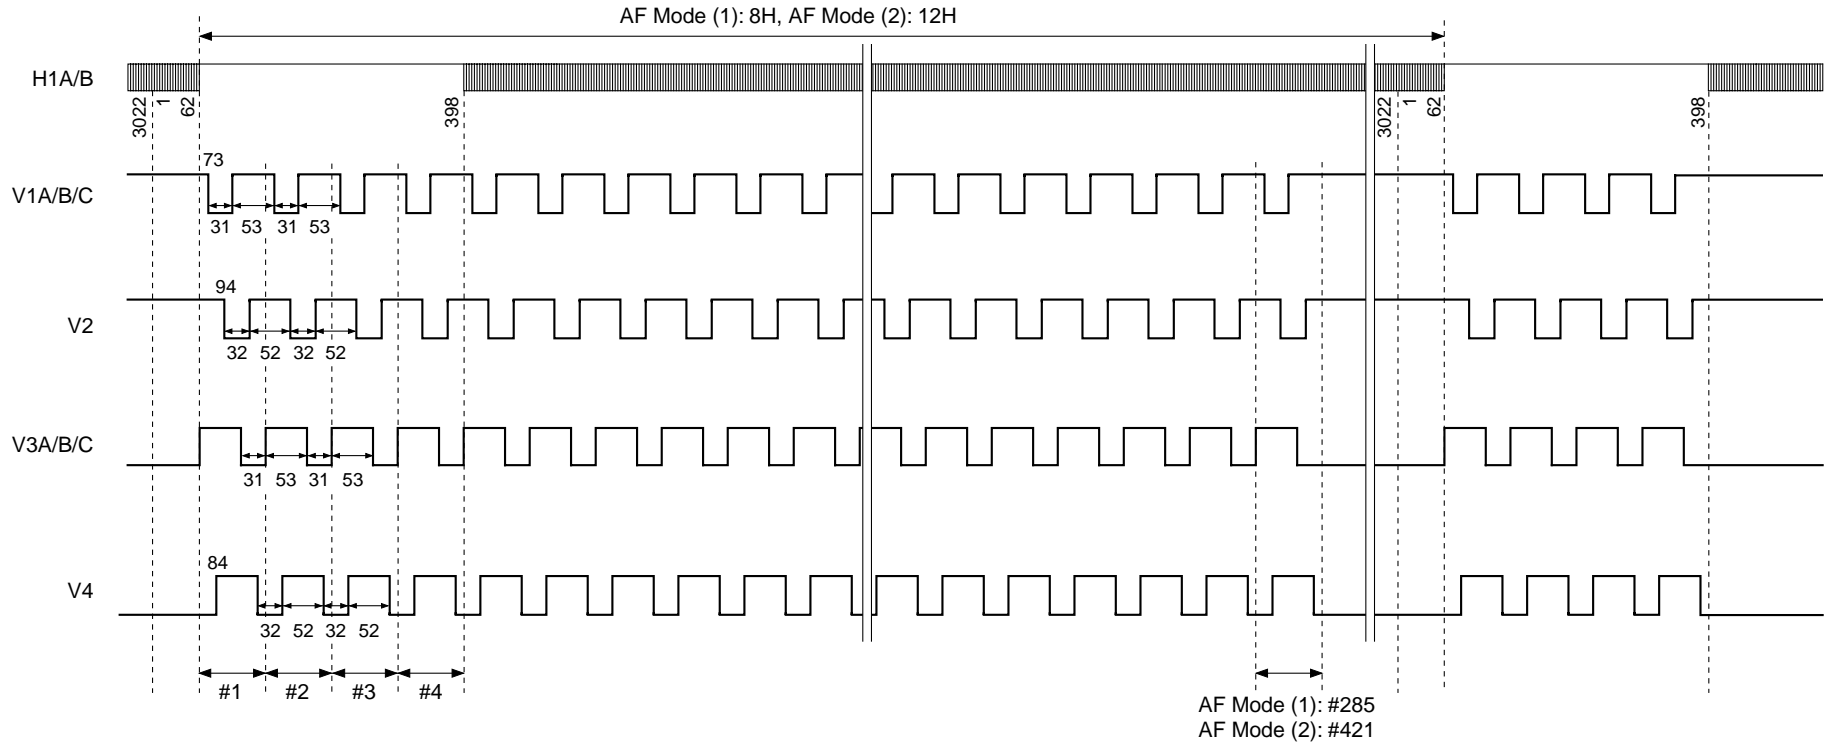 AF Mode (1): 8H, AF Mode (2): 12H
H1A/B
3022 1 62 398 3022 1 62 398
73
V1A/B/C
31 53 31 53
94
V2
32 52 32 52
V3A/B/C
31 53 31 53
84
V4
32 52 32 52
#1 #2 #3 #4
AF Mode (1): #285
AF Mode (2): #421